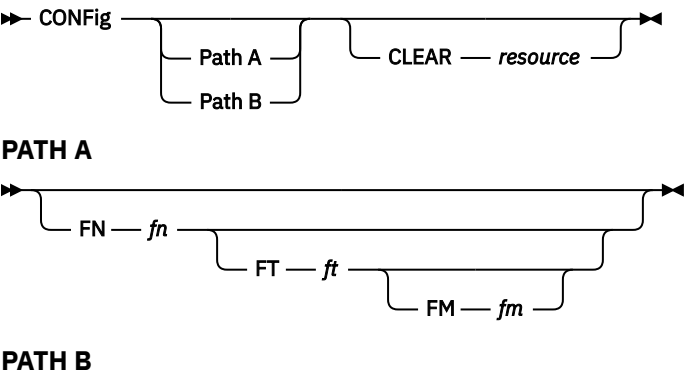 CONFig
Path A CLEAR resource
Path B
PATH A
FN fn
FT ft
FM fm
PATH B